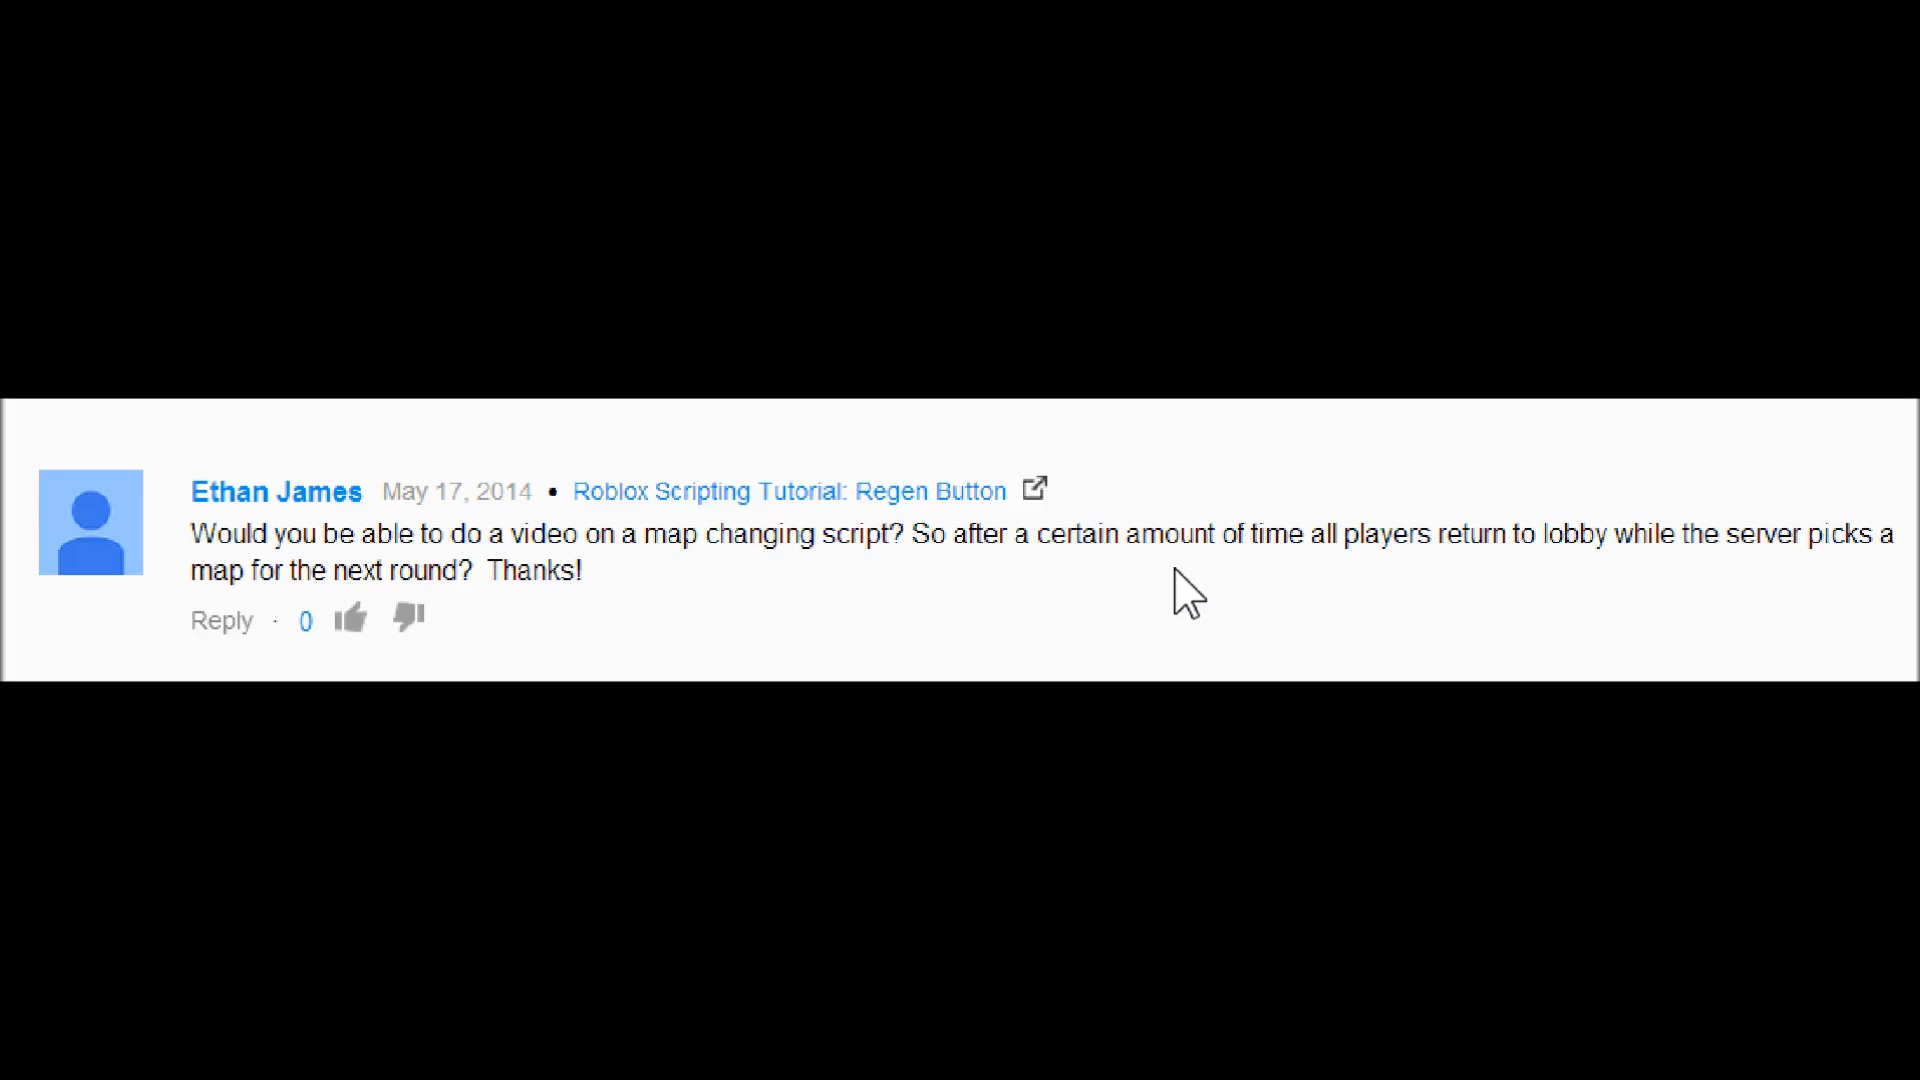 Ethan James May 17, 2014 • Roblox Scripting Tutorial: Regen Button
Would you be able to do a video on a map changing script? So after a certain amount of time all players return to lobby while the server picks a
map for the next round?  Thanks!
Reply · 0